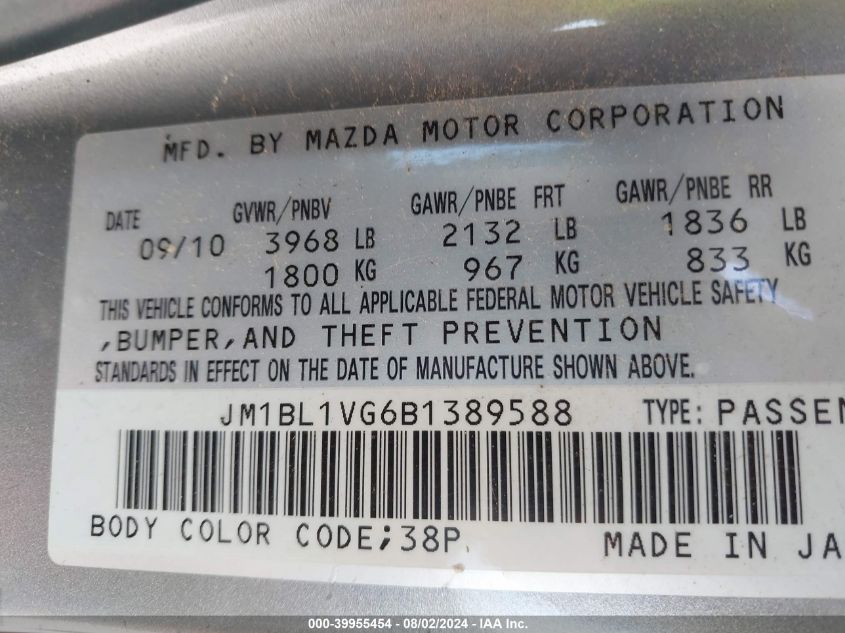 MFD. BY MAZDA MOTOR CORPORATION
DATE GVWR/PNBV GAWR/PNBE FRT GAWR/PNBE RR
09/10 3968 LB 2132 LB 1836 LB
1800 KG 967 KG 833 KG
THIS VEHICLE CONFORMS TO ALL APPLICABLE FEDERAL MOTOR VEHICLE SAFETY
,BUMPER,AND THEFT PREVENTION
STANDARDS IN EFFECT ON THE DATE OF MANUFACTURE SHOWN ABOVE.
JM1BL1VG6B1389588 TYPE: PASSEN
BODY COLOR CODE;38P MADE IN JA
000-39955454 - 08/02/2024 - IAA Inc.